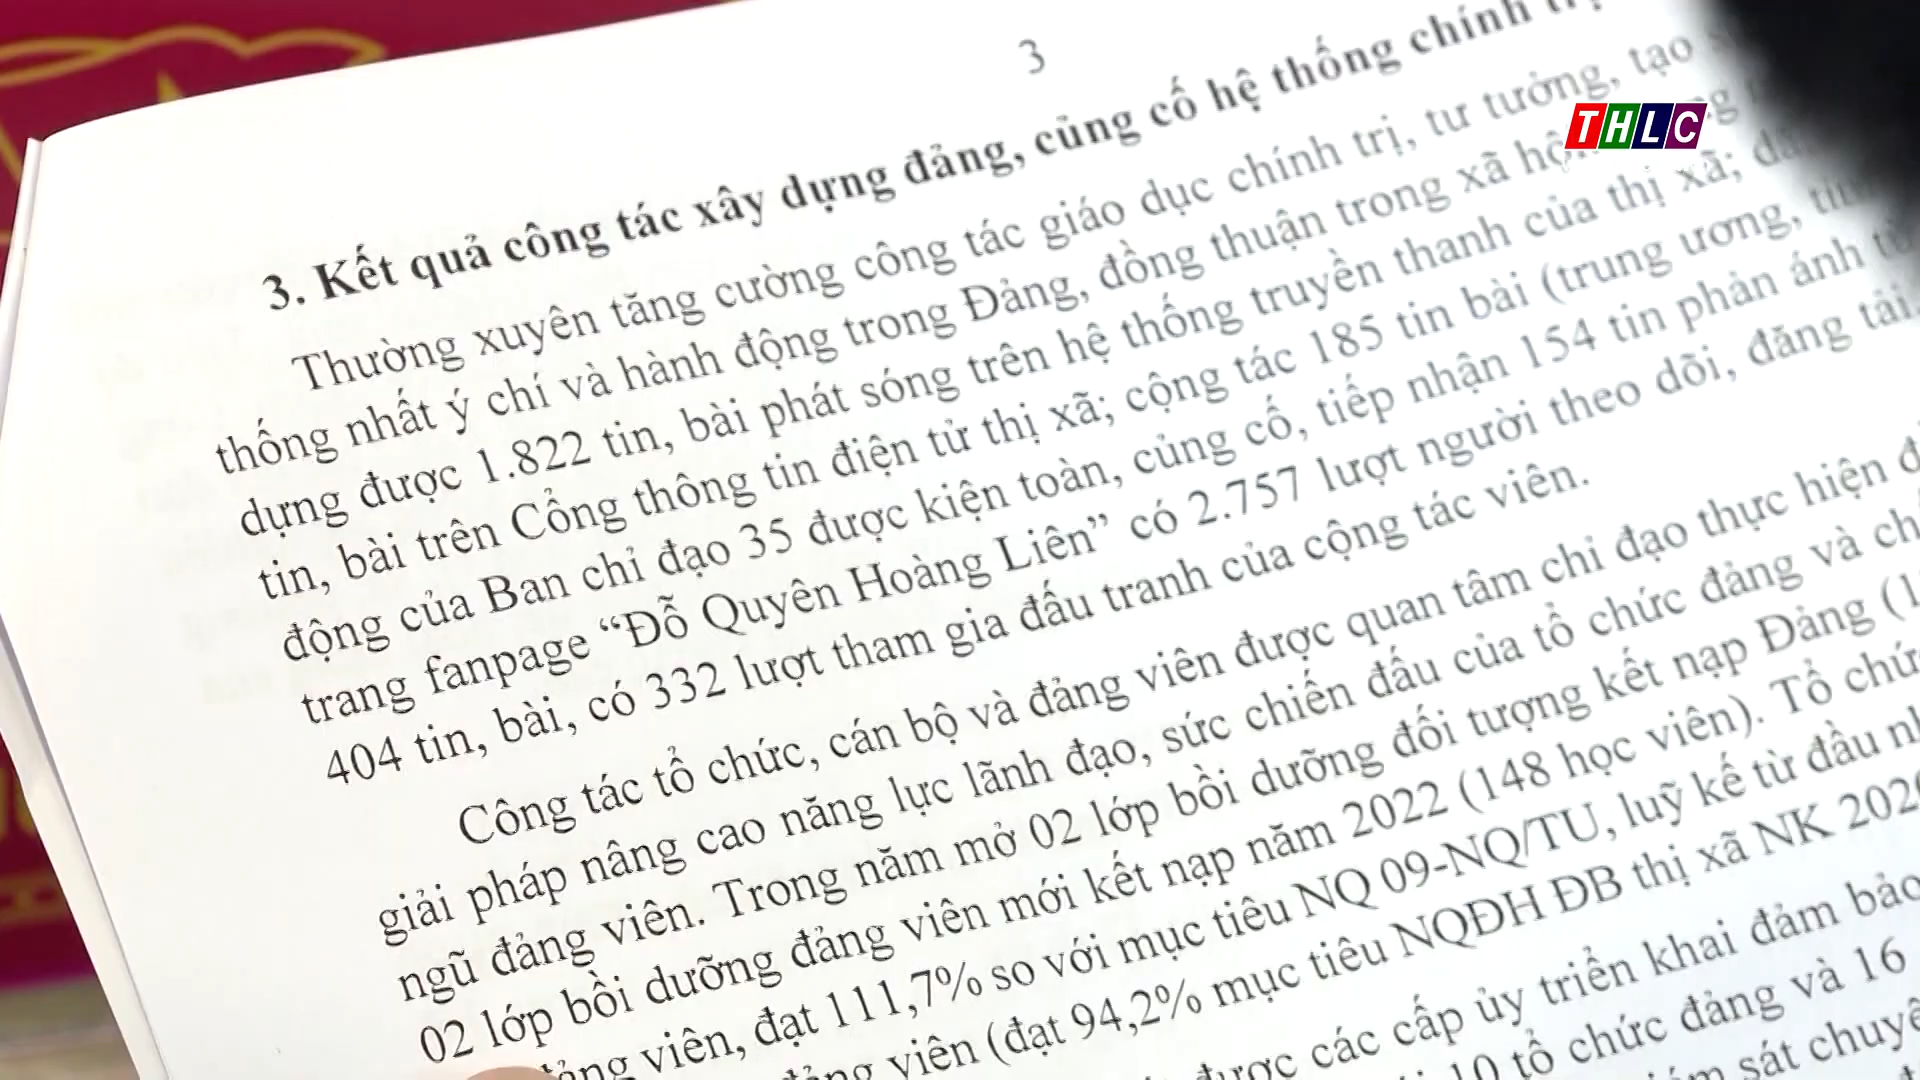 3
THLC
3. Kết quả công tác xây dựng đảng, củng cố hệ thống chính trị
Thường xuyên tăng cường công tác giáo dục chính trị, tư tưởng, tạo
thống nhất ý chí và hành động trong Đảng, đồng thuận trong xã hội
dựng được 1.822 tin, bài phát sóng trên hệ thống truyền thanh của thị xã;
tin, bài trên Cổng thông tin điện tử thị xã; cộng tác 185 tin bài (trung ương,
động của Ban chỉ đạo 35 được kiện toàn, củng cố, tiếp nhận 154 tin phản ánh
trang fanpage “Đỗ Quyên Hoàng Liên” có 2.757 lượt người theo dõi, đăng tải
404 tin, bài, có 332 lượt tham gia đấu tranh của cộng tác viên.
Công tác tổ chức, cán bộ và đảng viên được quan tâm chỉ đạo thực hiện
giải pháp nâng cao năng lực lãnh đạo, sức chiến đấu của tổ chức đảng và
ngũ đảng viên. Trong năm mở 02 lớp bồi dưỡng đối tượng kết nạp Đảng
02 lớp bồi dưỡng đảng viên mới kết nạp năm 2022 (148 học viên). Tổ chức
đảng viên, đạt 111,7% so với mục tiêu NQ 09-NQ/TU, luỹ kế từ đầu
đảng viên (đạt 94,2% mục tiêu NQĐH ĐB thị xã NK
được các cấp ủy triển khai đảm bảo
10 tổ chức đảng và 16
sát